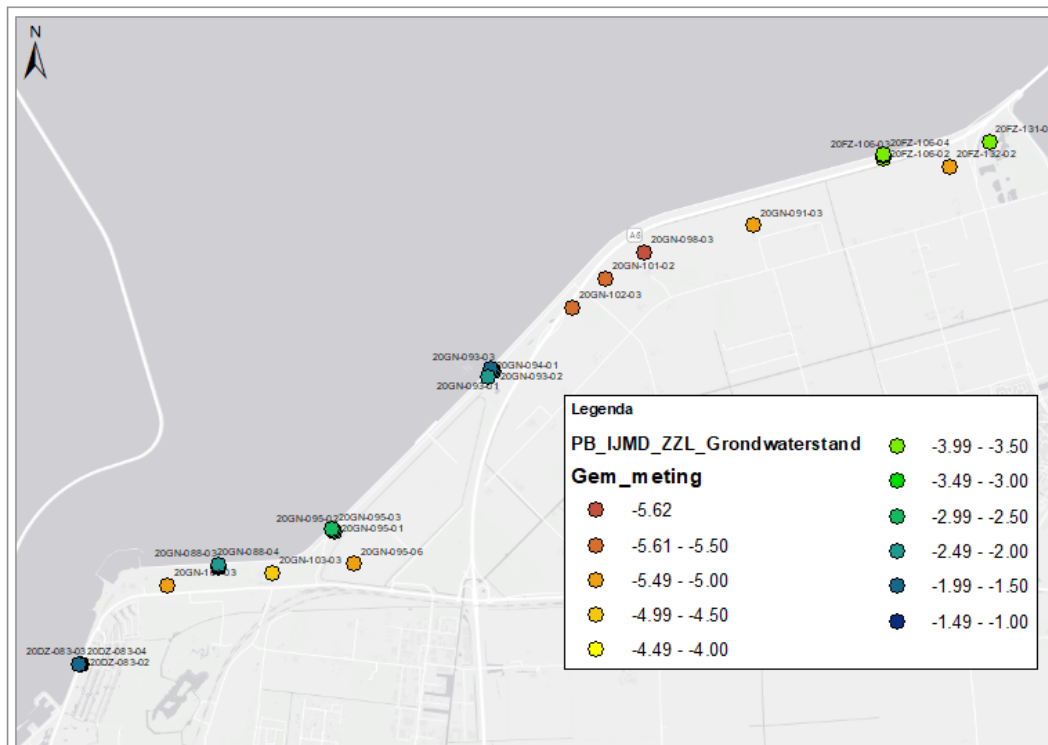 N
20FZ-131-0
20FZ-106-03
20FZ-106-04
20FZ-106-02
20FZ-132-02
20GN-091-03
A6
20GN-098-03
20GN-101-02
20GN-102-03
20GN-093-03
20GN-094-01
20GN-093-02
20GN-093-01
Legenda
PB_IJMD_ZZL_Grondwaterstand
Gem_meting
-5.62
-5.61 - -5.50
-5.49 - -5.00
-4.99 - -4.50
-4.49 - -4.00
-3.99 - -3.50
-3.49 - -3.00
-2.99 - -2.50
-2.49 - -2.00
-1.99 - -1.50
-1.49 - -1.00
20GN-095-02
20GN-095-03
20GN-095-01
20GN-088-03
20GN-088-04
20GN-103-03
20GN-095-06
20DZ-083-03
20DZ-083-04
20DZ-083-02